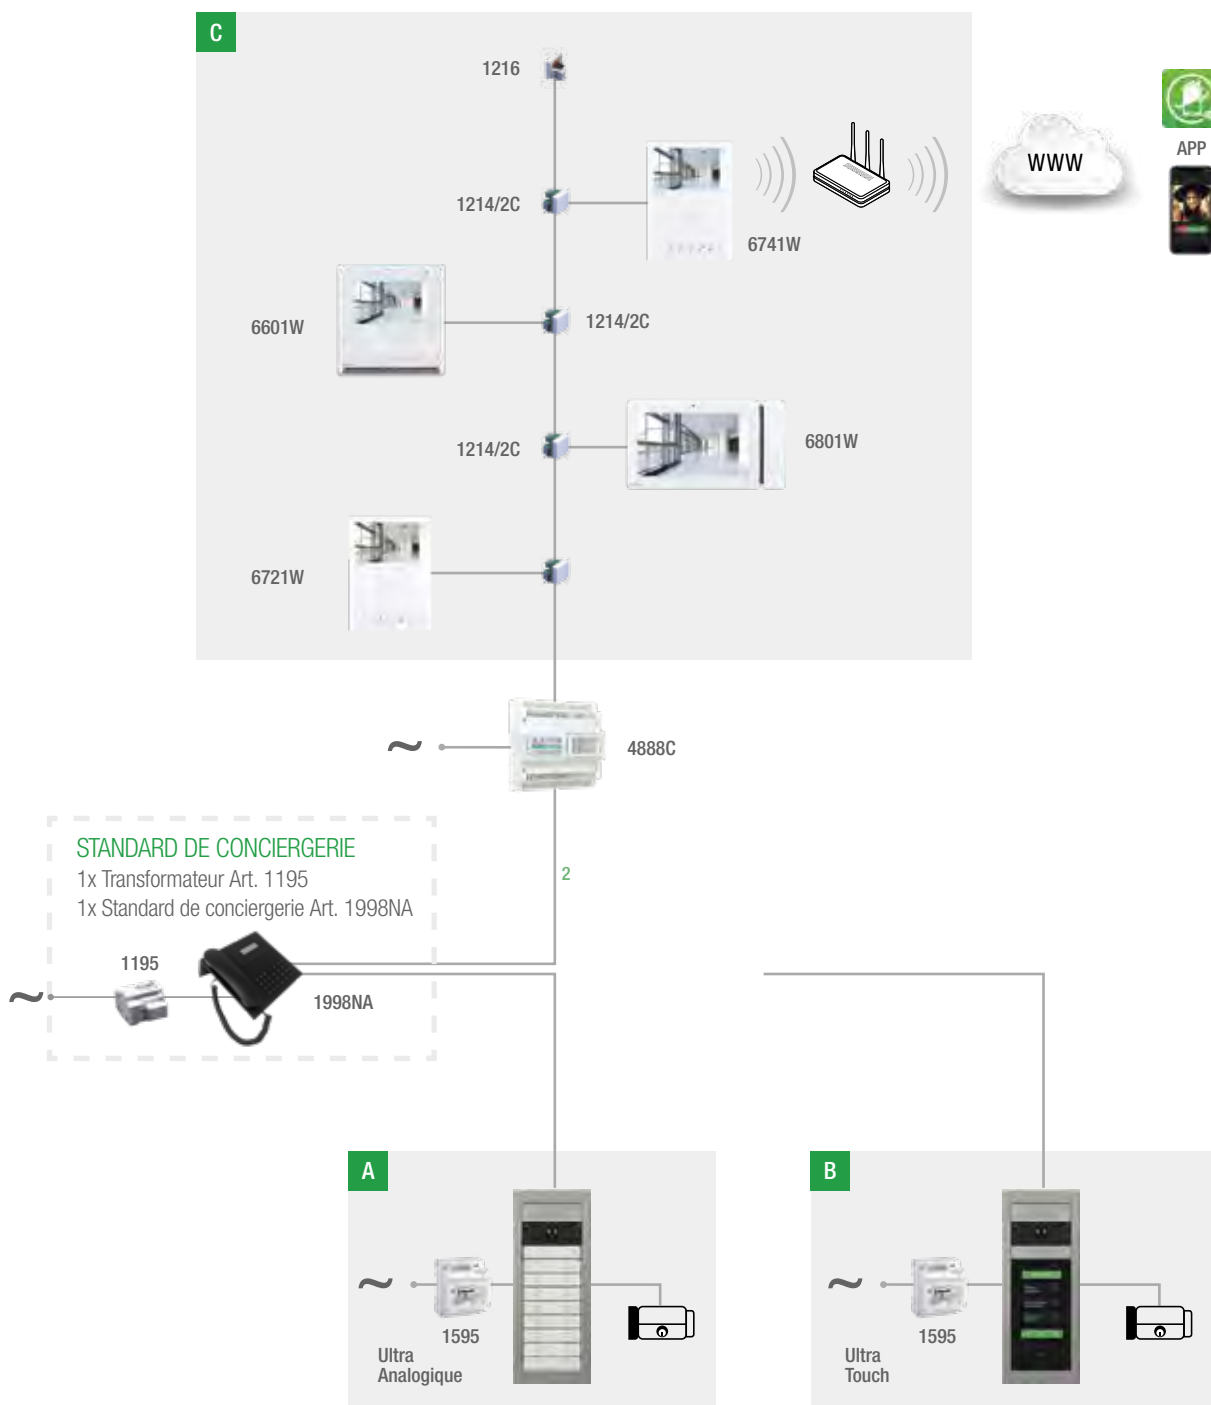 C
1216
1214/2C
6741W
WWW
APP
6601W
1214/2C
1214/2C
6801W
6721W
4888C
STANDARD DE CONCIERGERIE
1x Transformateur Art. 1195
1x Standard de conciergerie Art. 1998NA
2
1195
1998NA
A
1595
Ultra
Analogique
B
1595
Ultra
Touch